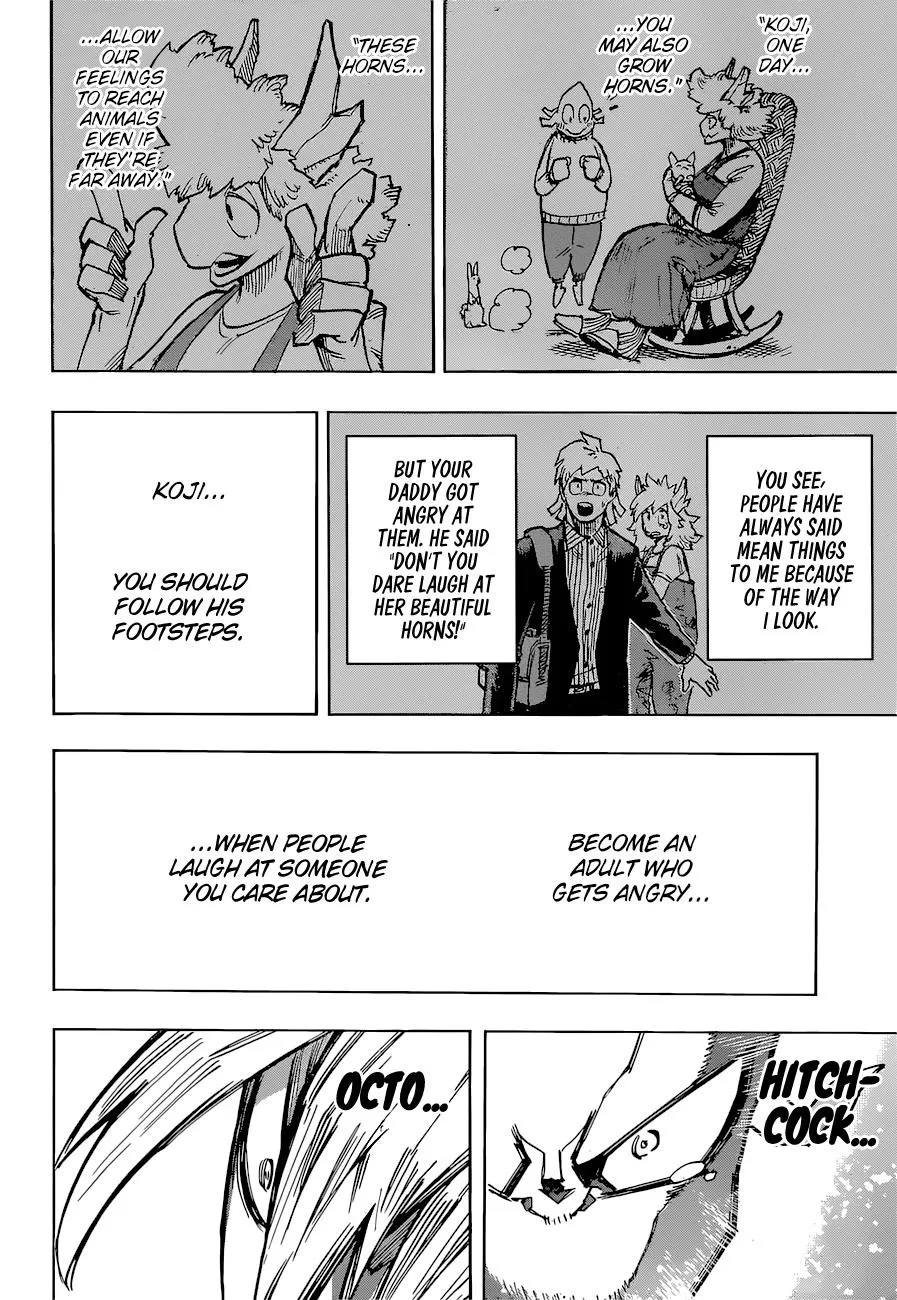 "KOJI,
ONE
DAY...
...YOU
MAY ALSO
GROW
HORNS."
"THESE
HORNS...
...ALLOW
OUR
FEELINGS
TO REACH
ANIMALS
EVEN IF
THEY'RE
FAR AWAY."
YOU SEE,
PEOPLE HAVE
ALWAYS SAID
MEAN THINGS
TO ME BECAUSE
OF THE WAY
I LOOK.
BUT YOUR
DADDY GOT
ANGRY AT
THEM. HE SAID
"DON'T YOU
DARE LAUGH AT
HER BEAUTIFUL
HORNS!"
KOJI...
YOU SHOULD
FOLLOW HIS
FOOTSTEPS.
BECOME AN
ADULT WHO
GETS ANGRY...
...WHEN PEOPLE
LAUGH AT SOMEONE
YOU CARE ABOUT.
HITCH-
COCK...
OCTO...